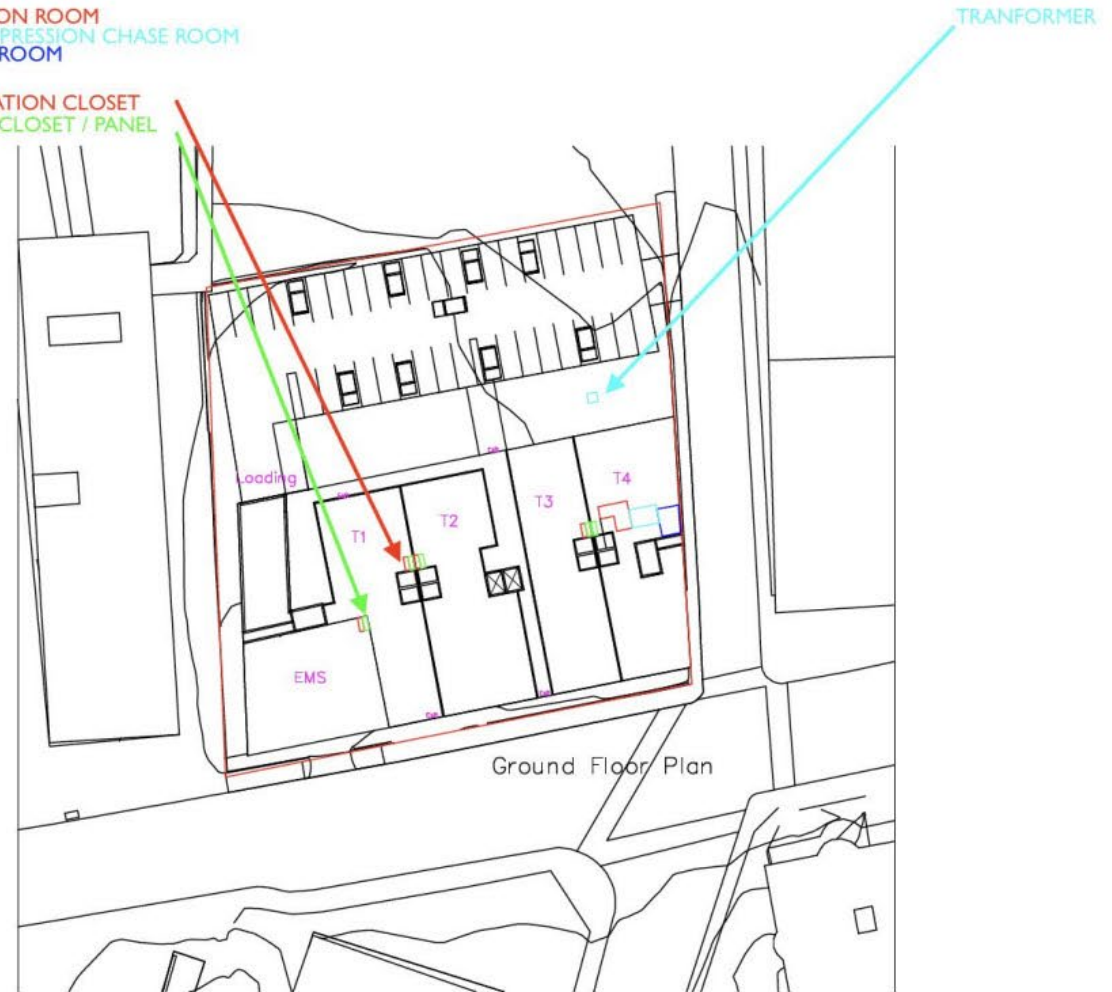 ON ROOM
PRESSION CHASE ROOM
ROOM
ATION CLOSET
CLOSET / PANEL
TRANFORMER
Loading
T1
T2
T3
T4
EMS
Ground Floor Plan